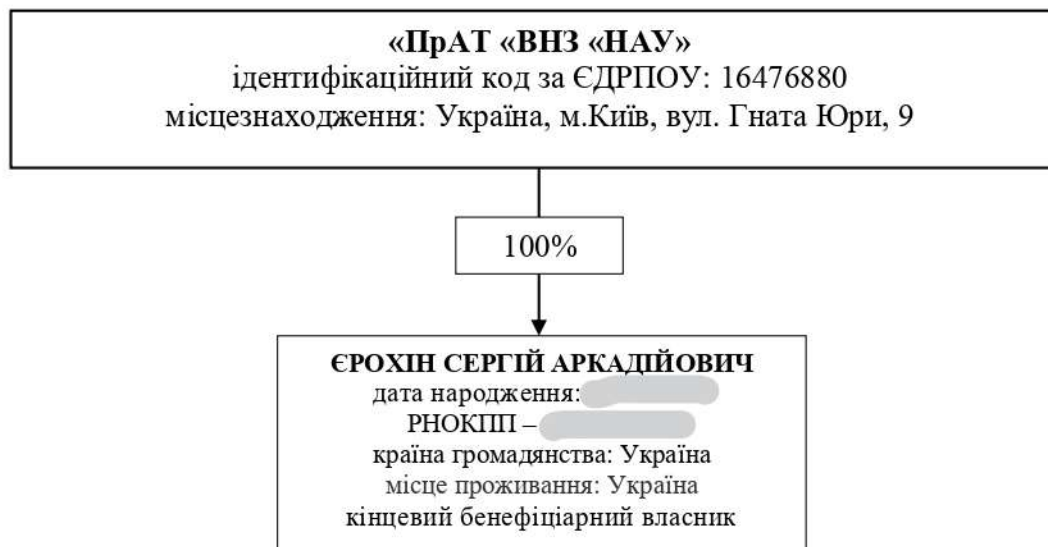 «ПрАТ «ВНЗ «НАУ»
ідентифікаційний код за ЄДРПОУ: 16476880
місцезнаходження: Україна, м.Київ, вул. Гната Юри, 9
100%
ЄРОХІН СЕРГІЙ АРКАДІЙОВИЧ
дата народження:
РНОКПП –
країна громадянства: Україна
місце проживання: Україна
кінцевий бенефіціарний власник